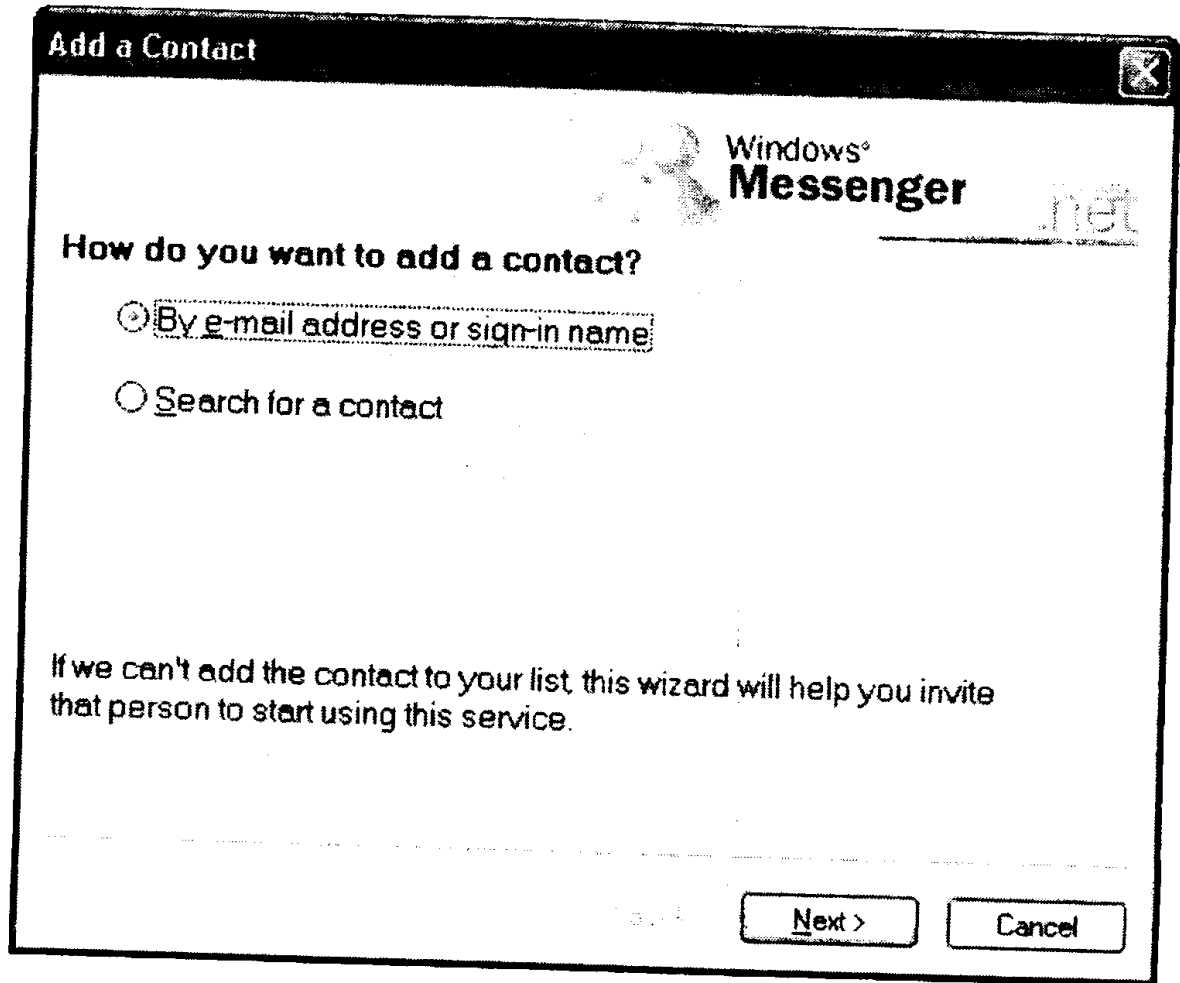 Add a Contact
Windows®
Messenger
.net
How do you want to add a contact?
By e-mail address or sign-in name
Search for a contact
If we can't add the contact to your list, this wizard will help you invite
that person to start using this service.
Next >
Cancel